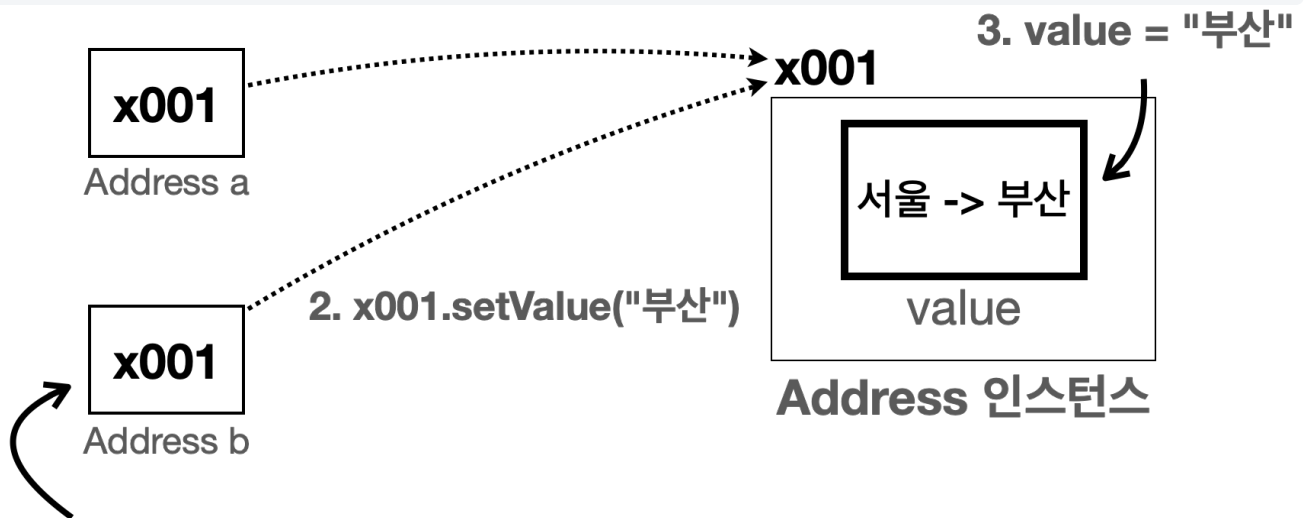 3. value = "부산"
x001
x001
Address a
서울 -> 부산
2. x001.setValue("부산")
value
x001
Address b
Address 인스턴스